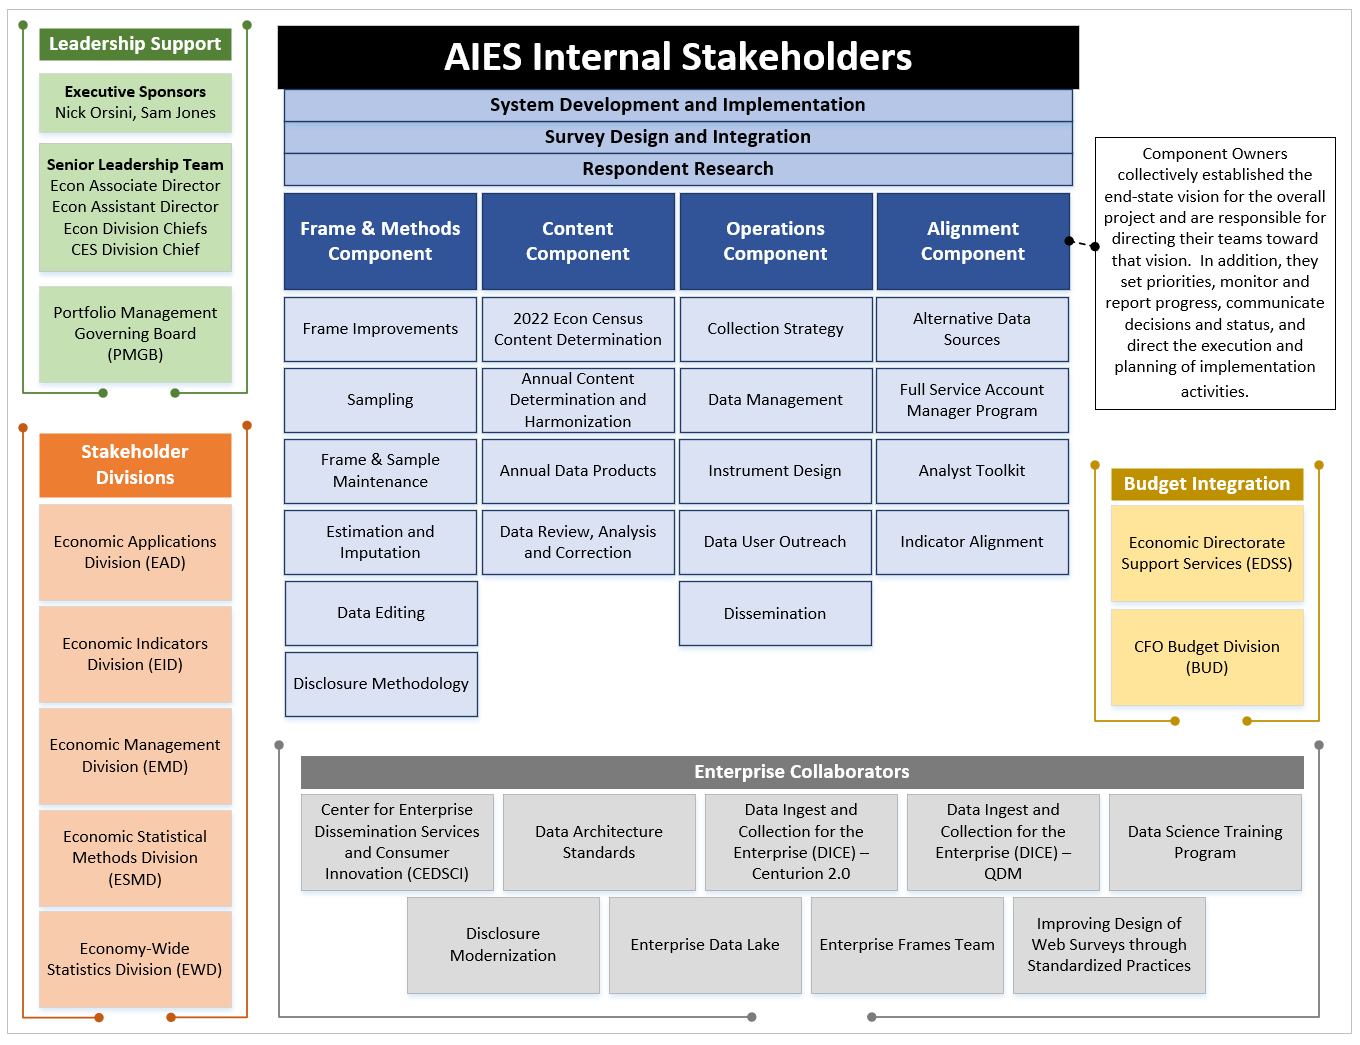 AIES Internal Stakeholders
System Development and Implementation
Survey Design and Integration
Respondent Research
Leadership Support
Executive Sponsors
Nick Orsini, Sam Jones
Senior Leadership Team
Econ Associate Director
Econ Assistant Director
Econ Division Chiefs
CES Division Chief
Portfolio Management
Governing Board
(PMGB)
Stakeholder
Divisions
Economic Applications
Division (EAD)
Economic Indicators
Division (EID)
Economic Management
Division (EMD)
Economic Statistical
Methods Division
(ESMD)
Economy-Wide
Statistics Division (EWD)
Frame & Methods
Component
Frame Improvements
Sampling
Frame & Sample
Maintenance
Estimation and
Imputation
Data Editing
Disclosure Methodology
Content
Component
2022 Econ Census
Content Determination
Annual Content
Determination and
Harmonization
Annual Data Products
Data Review, Analysis
and Correction
Operations
Component
Collection Strategy
Data Management
Instrument Design
Data User Outreach
Dissemination
Alignment
Component
Alternative Data
Sources
Full Service Account
Manager Program
Analyst Toolkit
Indicator Alignment
Component Owners
collectively established the
end-state vision for the overall
project and are responsible for
directing their teams toward
that vision.  In addition, they
set priorities, monitor and
report progress, communicate
decisions and status, and
direct the execution and
planning of implementation
activities.
Budget Integration
Economic Directorate
Support Services (EDSS)
CFO Budget Division
(BUD)
Enterprise Collaborators
Center for Enterprise
Dissemination Services
and Consumer
Innovation (CEDSCI)
Data Architecture
Standards
Data Ingest and
Collection for the
Enterprise (DICE) –
Centurion 2.0
Data Ingest and
Collection for the
Enterprise (DICE) –
QDM
Data Science Training
Program
Disclosure
Modernization
Enterprise Data Lake
Enterprise Frames Team
Improving Design of
Web Surveys through
Standardized Practices